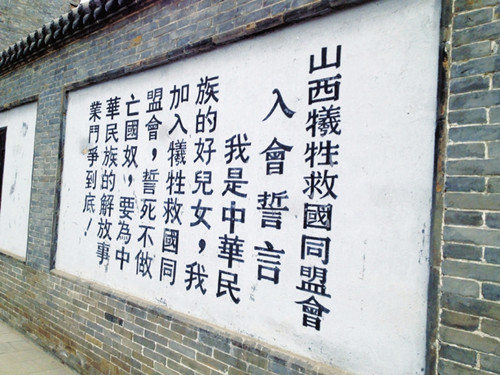 山西犧牲救國同盟會
入會誓言
我是中華民
族的好兒女，我
加入犧牲救國同
盟會，誓死不做
亡國奴，要為中
華民族的解放事
業鬥爭到底！